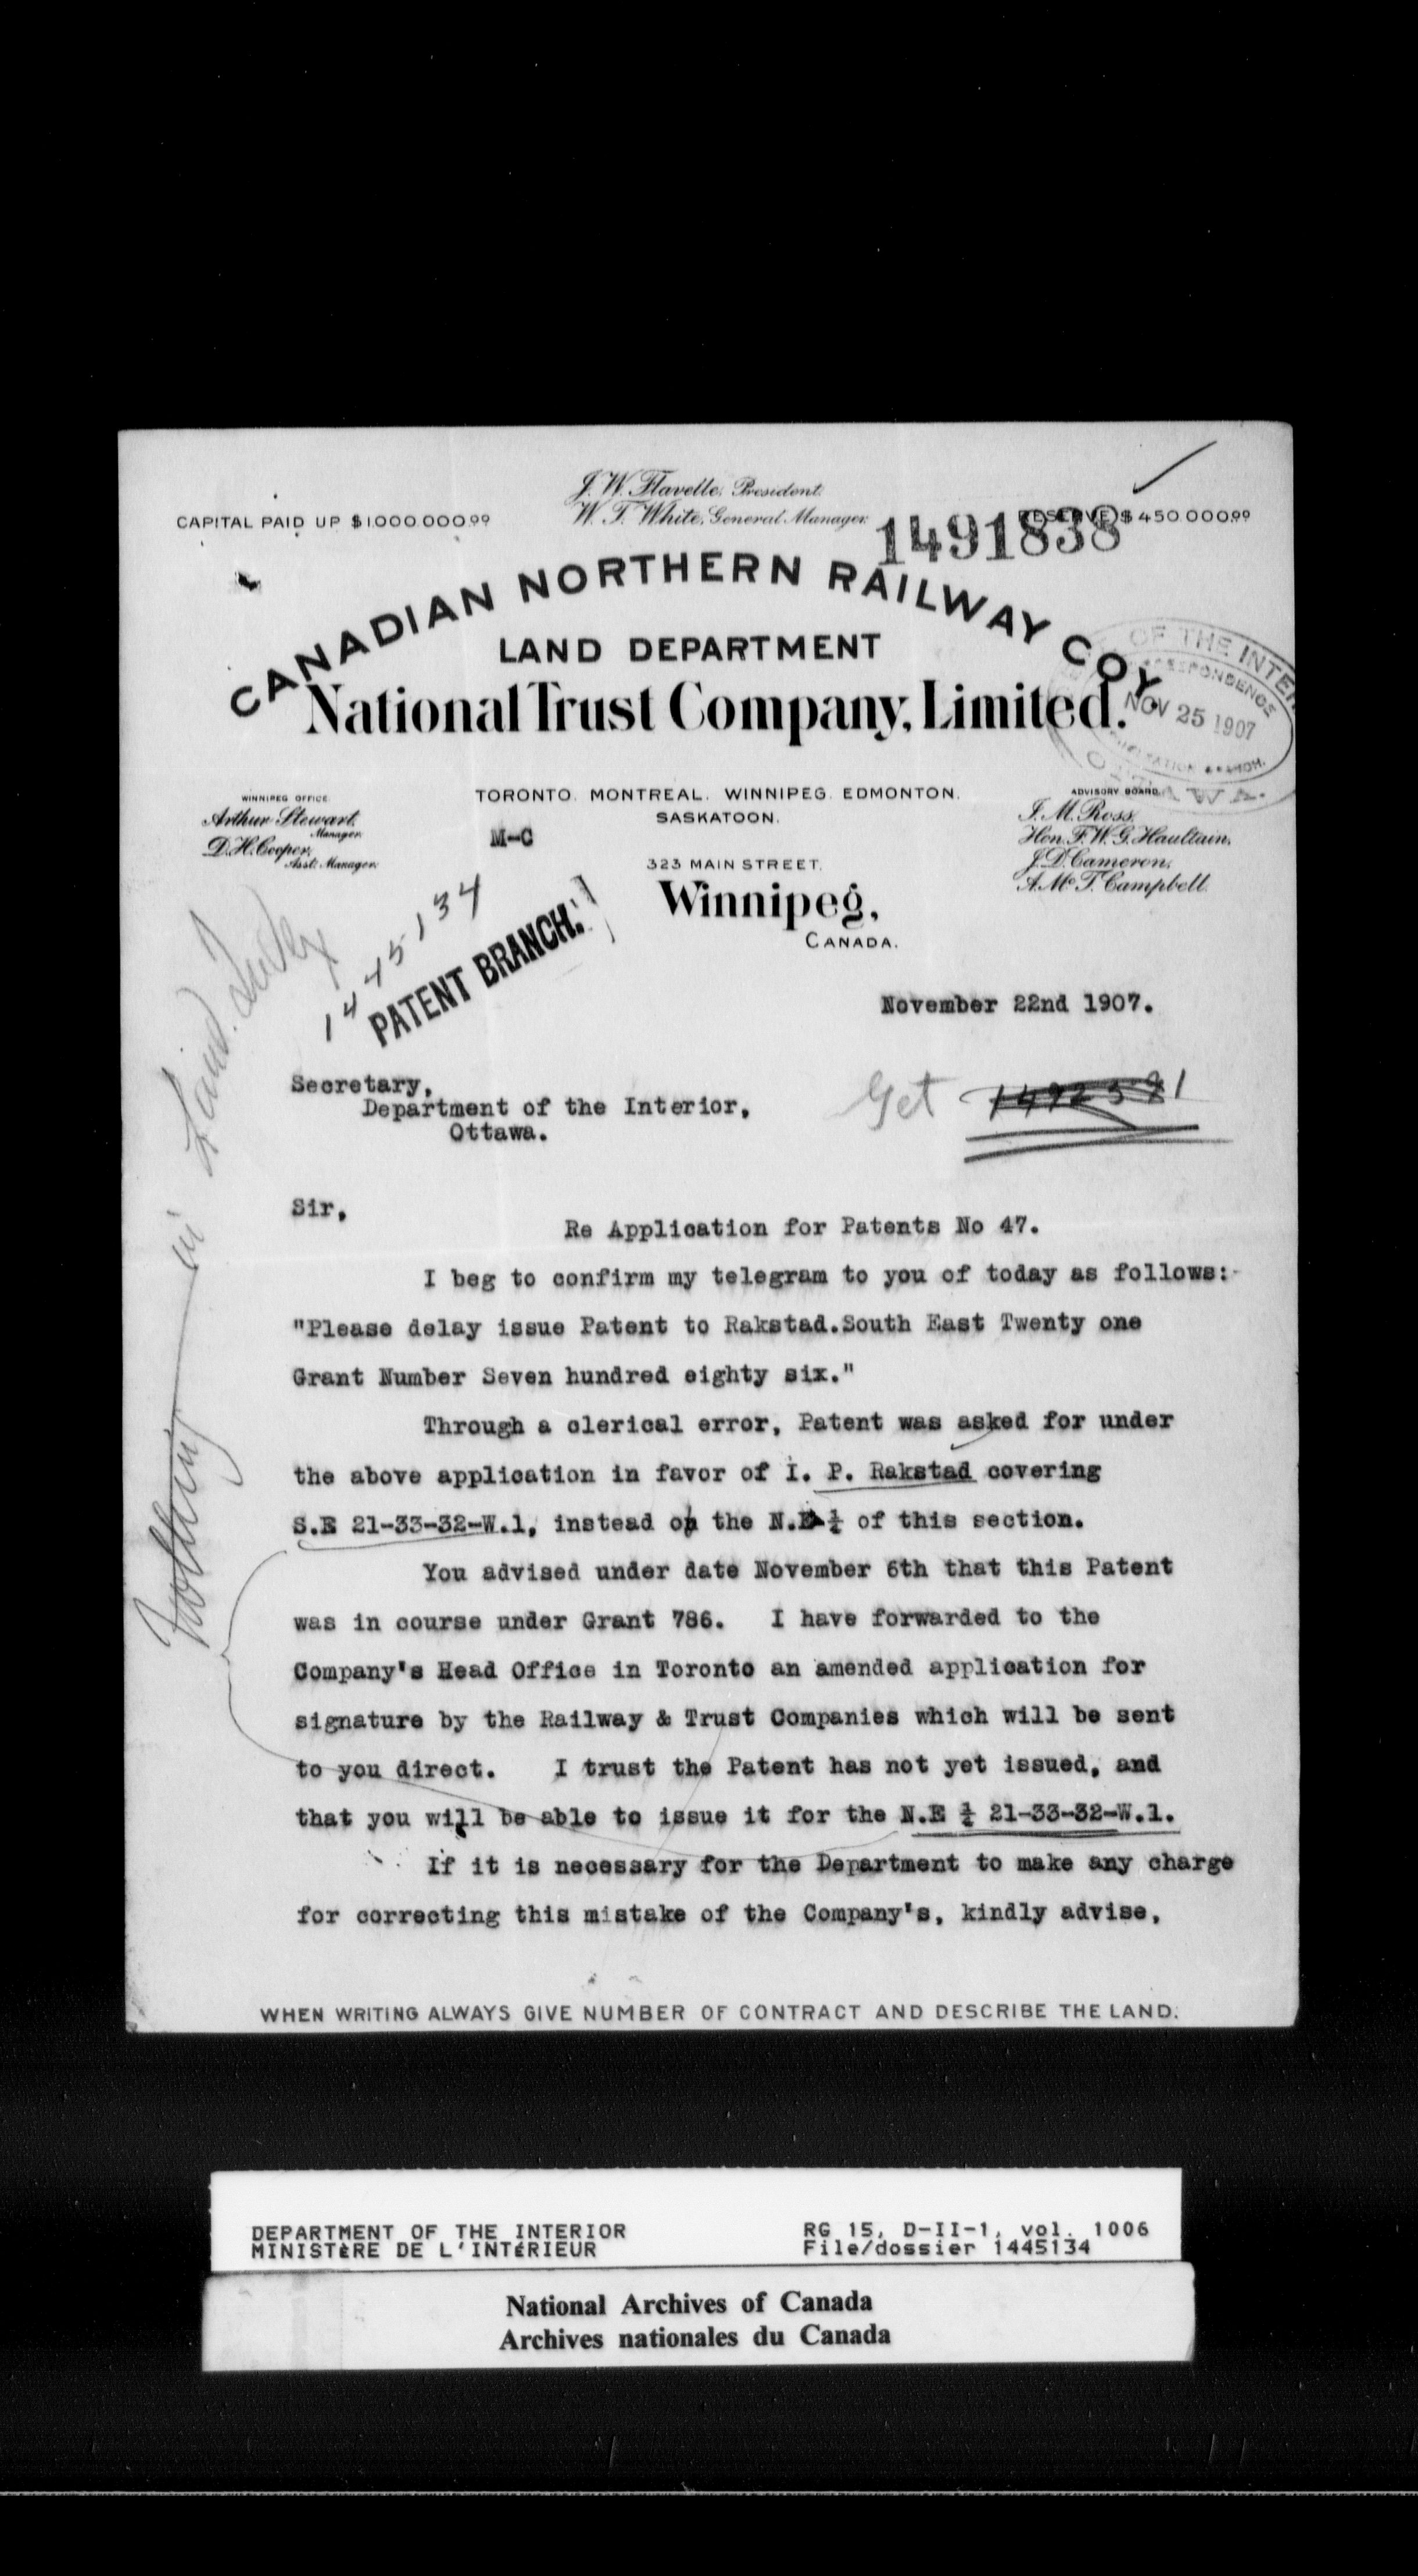 J. W. Flavelle, President.
W. T. White, General Manager.
CAPITAL PAID UP $1.000.000.00
RESERVE $450.000.00
1491838
CANADIAN NORTHERN RAILWAY COY.
LAND DEPARTMENT
National Trust Company, Limited.
OF THE INTER
CORRESPONDENCE
NOV 25 1907
OTTAWA.
WINNIPEG OFFICE
Arthur Stewart,
Manager.
D. H. Cooper,
Asst. Manager.
TORONTO. MONTREAL. WINNIPEG. EDMONTON.
SASKATOON.
M-C
323 MAIN STREET,
Winnipeg,
CANADA.
ADVISORY BOARD.
J. M. Ross.
Hon. F. W. G. Haultain.
J. D. Cameron.
A. Mc T. Campbell.
1445134
PATENT BRANCH.
November 22nd 1907.
Secretary,
Department of the Interior,
Ottawa.
Get
Nothing in Land Index
Sir,
Re Application for Patents No 47.
I beg to confirm my telegram to you of today as follows:-
"Please delay issue Patent to Rakstad.South East Twenty one
Grant Number Seven hundred eighty six."
Through a clerical error, Patent was asked for under
the above application in favor of I. P. Rakstad covering
S.E 21-33-32-W.1, instead of the N.E ¼ of this section.
You advised under date November 6th that this Patent
was in course under Grant 786. I have forwarded to the
Company's Head Office in Toronto an amended application for
signature by the Railway & Trust Companies which will be sent
to you direct. I trust the Patent has not yet issued, and
that you will be able to issue it for the N.E ¼ 21-33-32-W.1.
If it is necessary for the Department to make any charge
for correcting this mistake of the Company's, kindly advise,
WHEN WRITING ALWAYS GIVE NUMBER OF CONTRACT AND DESCRIBE THE LAND.
DEPARTMENT OF THE INTERIOR
MINISTÈRE DE L'INTÉRIEUR
RG 15, D-II-1, vol. 1006
File/dossier 1445134
National Archives of Canada
Archives nationales du Canada